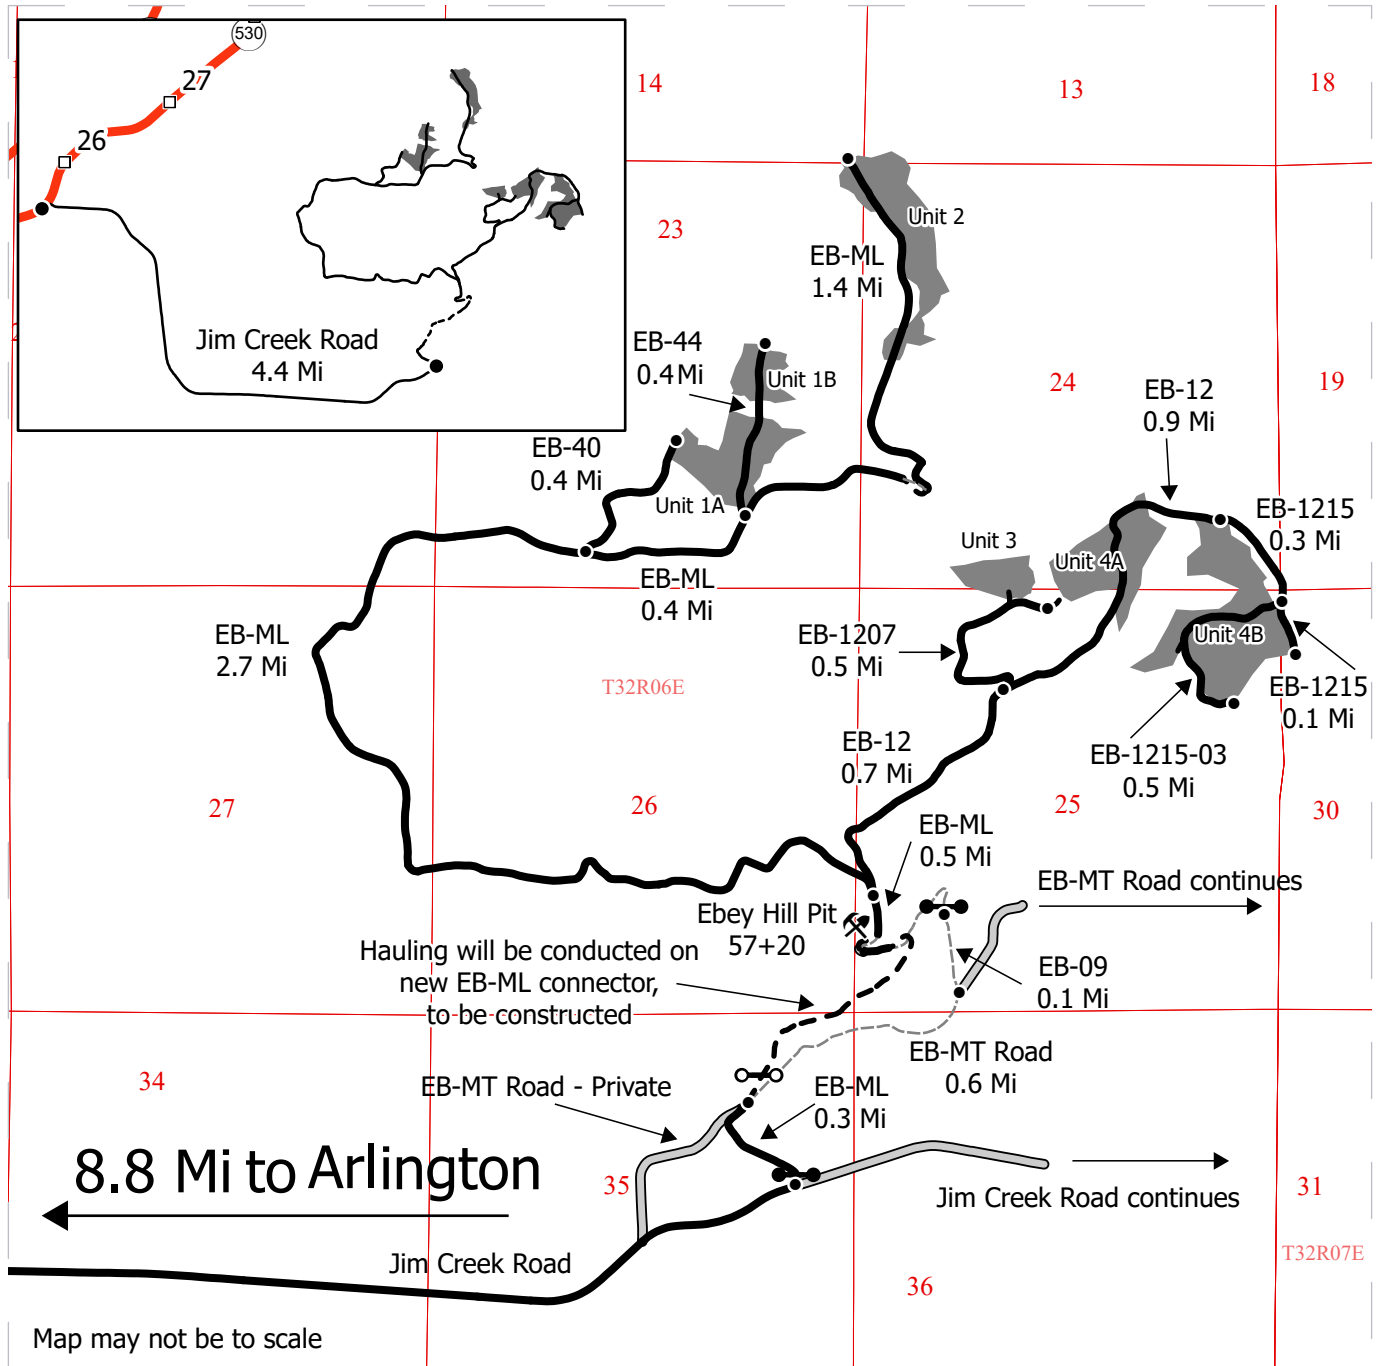 530
27
26
Jim Creek Road
4.4 Mi
14
13
18
23
Unit 2
EB-ML
1.4 Mi
EB-44
0.4 Mi
Unit 1B
24
19
EB-12
0.9 Mi
EB-40
0.4 Mi
Unit 1A
EB-1215
0.3 Mi
Unit 3
Unit 4A
EB-ML
0.4 Mi
EB-ML
2.7 Mi
EB-1207
0.5 Mi
Unit 4B
T32R06E
EB-1215
0.1 Mi
EB-12
0.7 Mi
EB-1215-03
0.5 Mi
27
26
25
30
EB-ML
0.5 Mi
EB-MT Road continues
Ebey Hill Pit
57+20
Hauling will be conducted on
new EB-ML connector,
to be constructed
EB-09
0.1 Mi
EB-MT Road
0.6 Mi
34
EB-MT Road - Private
EB-ML
0.3 Mi
8.8 Mi to Arlington
35
Jim Creek Road continues
31
Jim Creek Road
T32R07E
36
Map may not be to scale